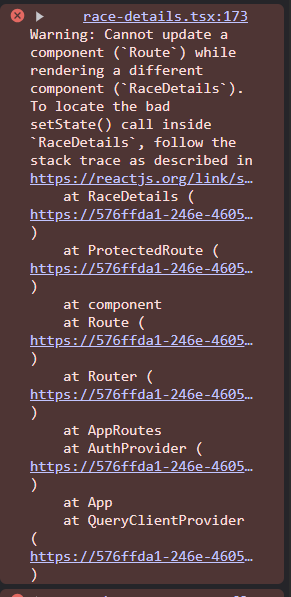 race-details.tsx:173
Warning: Cannot update a
component (`Route`) while
rendering a different
component (`RaceDetails`).
To locate the bad
setState() call inside
`RaceDetails`, follow the
stack trace as described in
https://reactjs.org/link/s…
at RaceDetails (
https://576ffda1-246e-4605…
)
at ProtectedRoute (
https://576ffda1-246e-4605…
)
at component
at Route (
https://576ffda1-246e-4605…
)
at Router (
https://576ffda1-246e-4605…
)
at AppRoutes
at AuthProvider (
https://576ffda1-246e-4605…
)
at App
at QueryClientProvider
(
https://576ffda1-246e-4605…
)